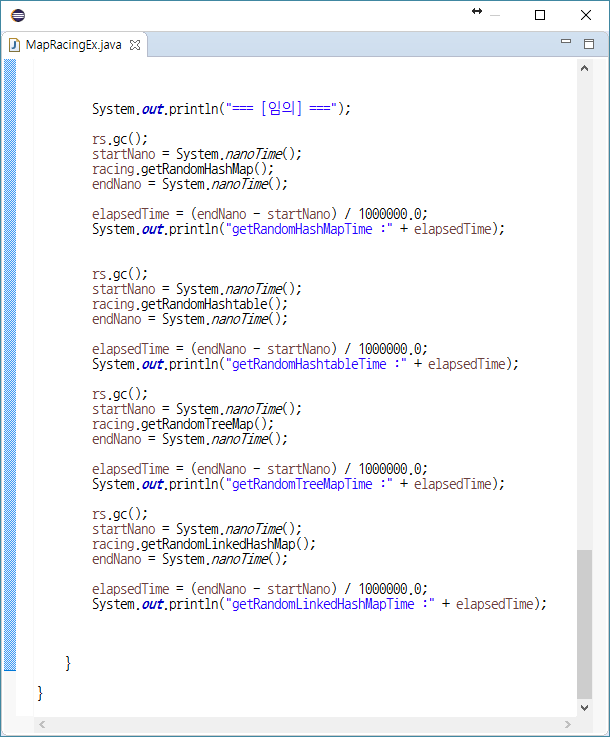 MapRacingEx.java
System.out.println("=== [임의] ===");
rs.gc();
startNano = System.nanoTime();
racing.getRandomHashMap();
endNano = System.nanoTime();
elapsedTime = (endNano - startNano) / 1000000.0;
System.out.println("getRandomHashMapTime :" + elapsedTime);
rs.gc();
startNano = System.nanoTime();
racing.getRandomHashtable();
endNano = System.nanoTime();
elapsedTime = (endNano - startNano) / 1000000.0;
System.out.println("getRandomHashtableTime :" + elapsedTime);
rs.gc();
startNano = System.nanoTime();
racing.getRandomTreeMap();
endNano = System.nanoTime();
elapsedTime = (endNano - startNano) / 1000000.0;
System.out.println("getRandomTreeMapTime :" + elapsedTime);
rs.gc();
startNano = System.nanoTime();
racing.getRandomLinkedHashMap();
endNano = System.nanoTime();
elapsedTime = (endNano - startNano) / 1000000.0;
System.out.println("getRandomLinkedHashMapTime :" + elapsedTime);
}
}